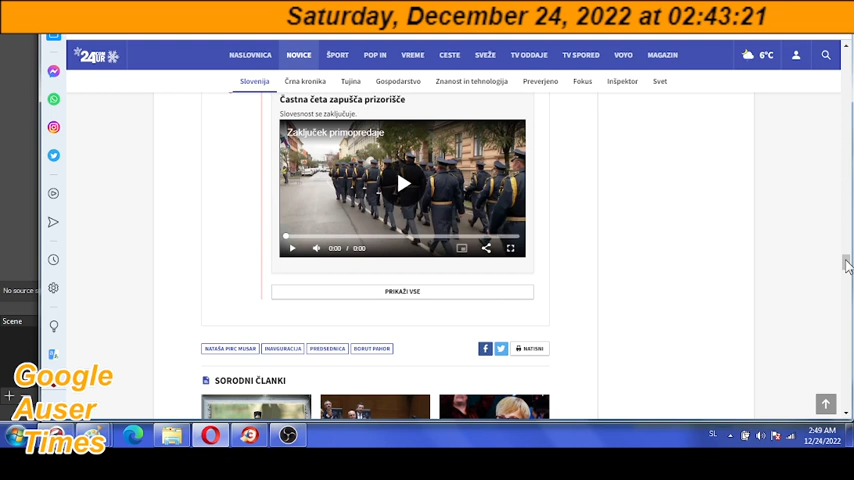 Saturday, December 24, 2022 at 02:43:21
24UR
NASLOVNICA NOVICE ŠPORT POP IN VREME CESTE SVEŽE TV ODDAJE TV SPORED VOYO MAGAZIN 6°C
Slovenija Črna kronika Tujina Gospodarstvo Znanost in tehnologija Preverjeno Fokus Inšpektor Svet
Častna četa zapušča prizorišče
Slovesnost se zaključuje.
Zaključek primopredaje
0:00 / 0:00
No source s
PRIKAŽI VSE
Scene
NATAŠA PIRC MUSAR INAVGURACIJA PREDSEDNICA BORUT PAHOR NATISNI
SORODNI ČLANKI
Google
Auser
Times
SL 2:49 AM
12/24/2022